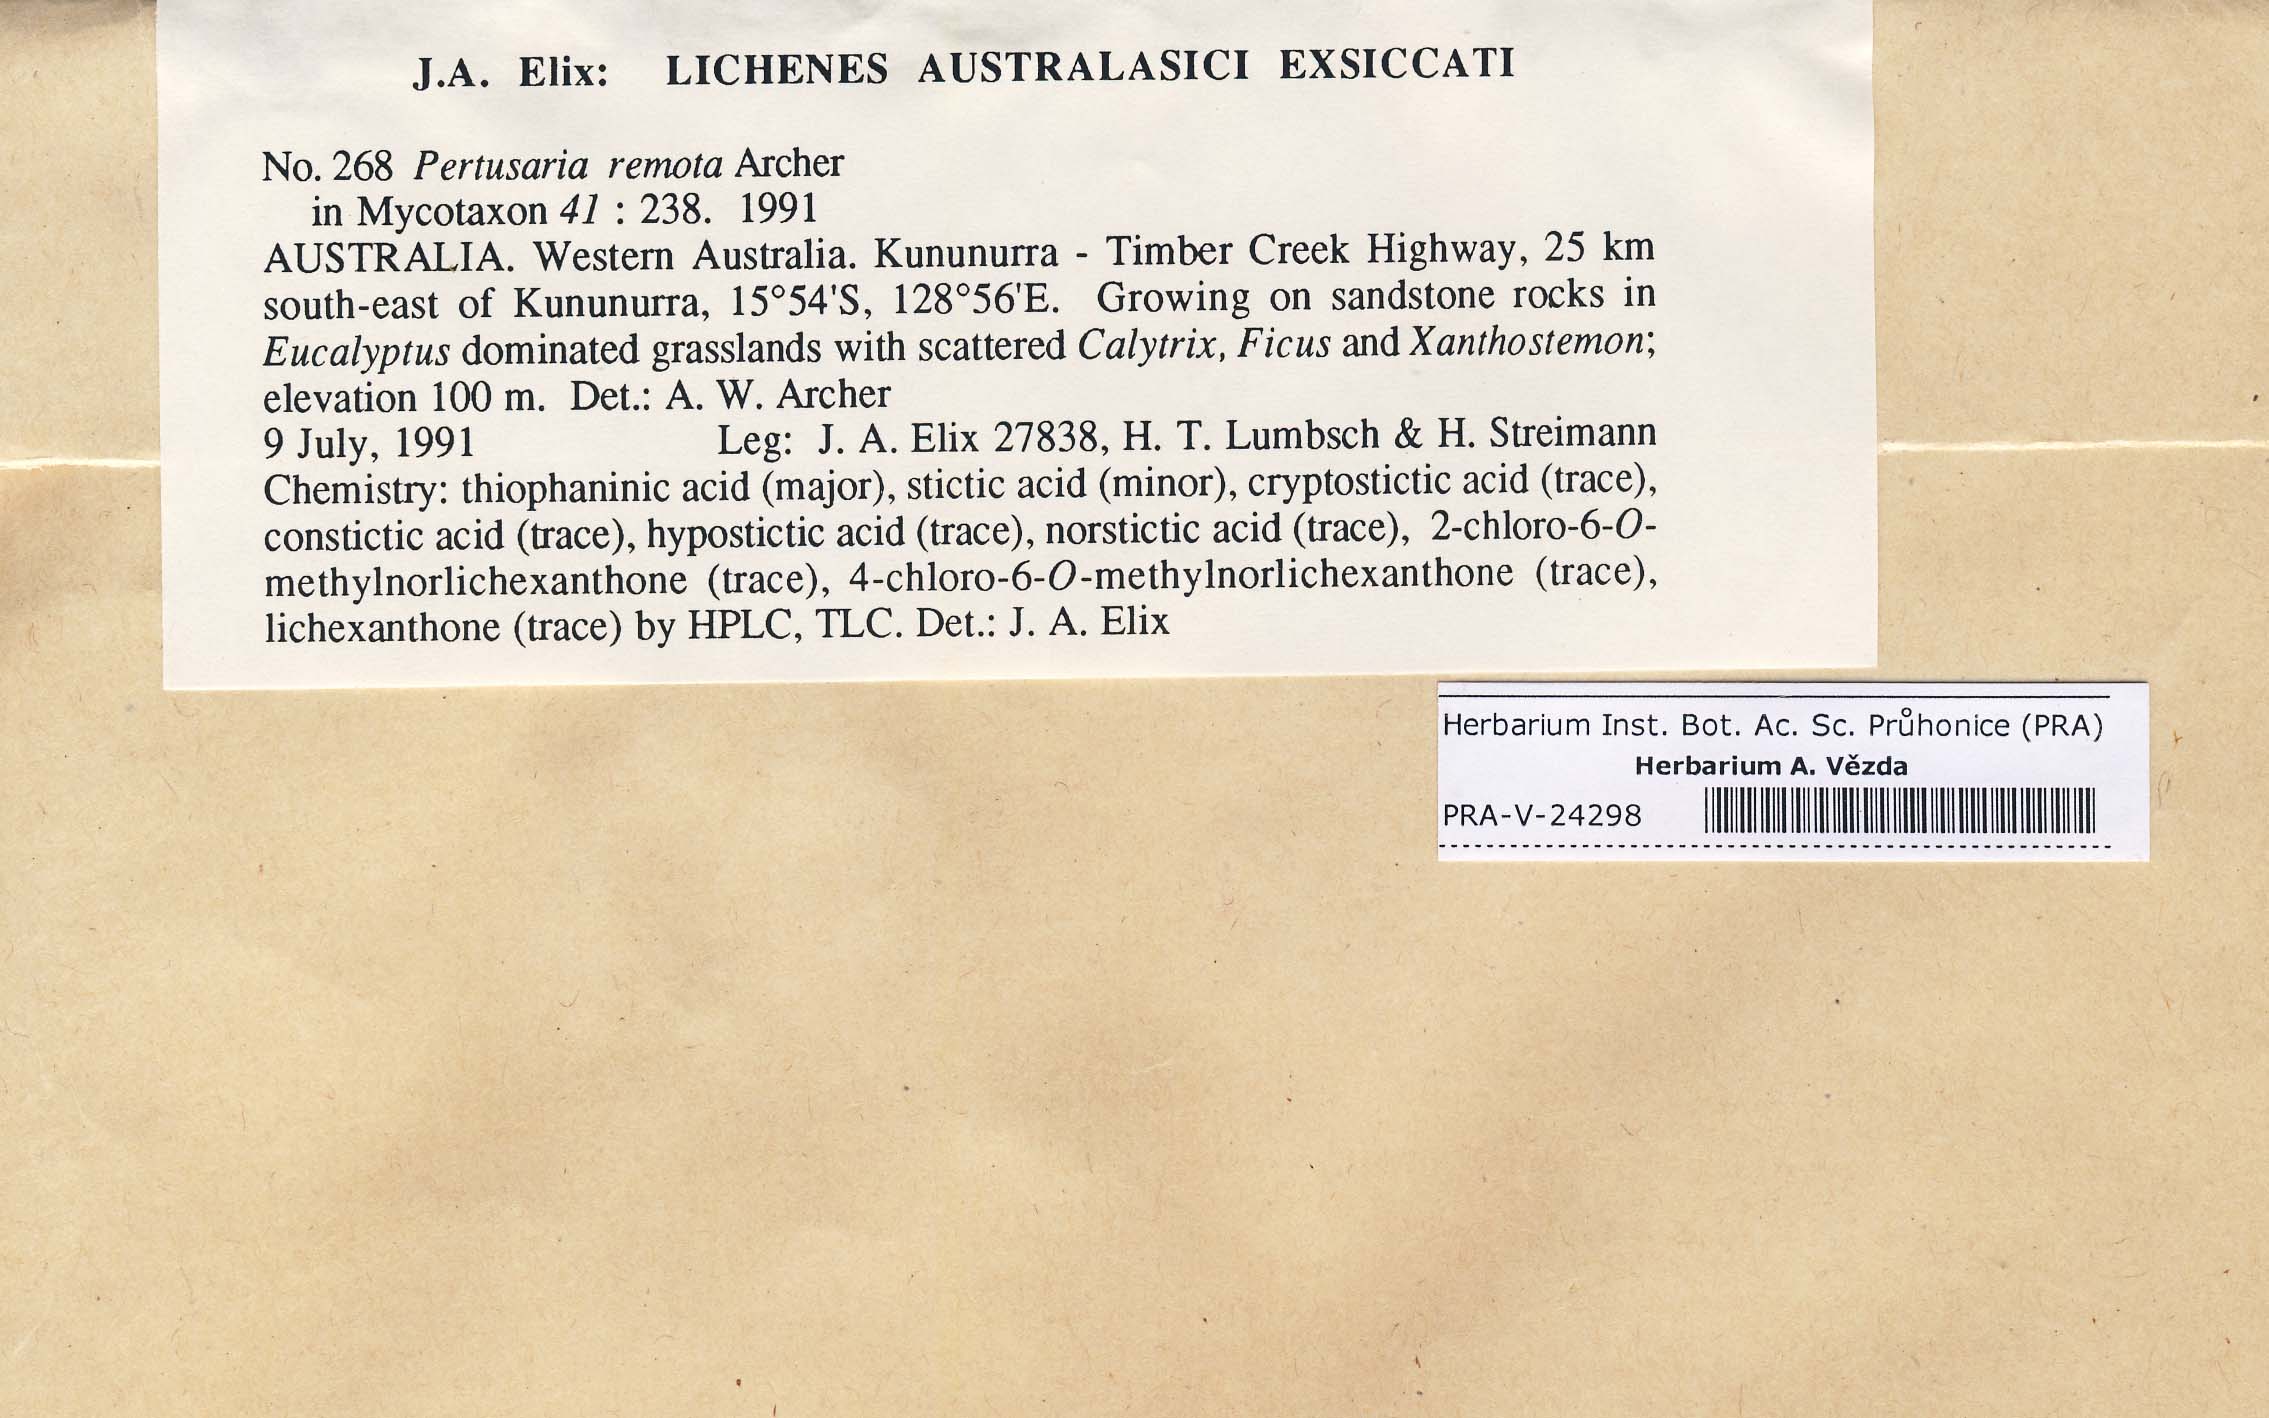 J.A. Elix: LICHENES AUSTRALASICI EXSICCATI
No. 268 Pertusaria remota Archer
in Mycotaxon 41 : 238. 1991
AUSTRALIA. Western Australia. Kununurra - Timber Creek Highway, 25 km
south-east of Kununurra, 15°54'S, 128°56'E. Growing on sandstone rocks in
Eucalyptus dominated grasslands with scattered Calytrix, Ficus and Xanthostemon;
elevation 100 m. Det.: A. W. Archer
9 July, 1991 Leg: J. A. Elix 27838, H. T. Lumbsch & H. Streimann
Chemistry: thiophaninic acid (major), stictic acid (minor), cryptostictic acid (trace),
constictic acid (trace), hypostictic acid (trace), norstictic acid (trace), 2-chloro-6-O-
methylnorlichexanthone (trace), 4-chloro-6-O-methylnorlichexanthone (trace),
lichexanthone (trace) by HPLC, TLC. Det.: J. A. Elix
Herbarium Inst. Bot. Ac. Sc. Průhonice (PRA)
Herbarium A. Vězda
PRA-V-24298